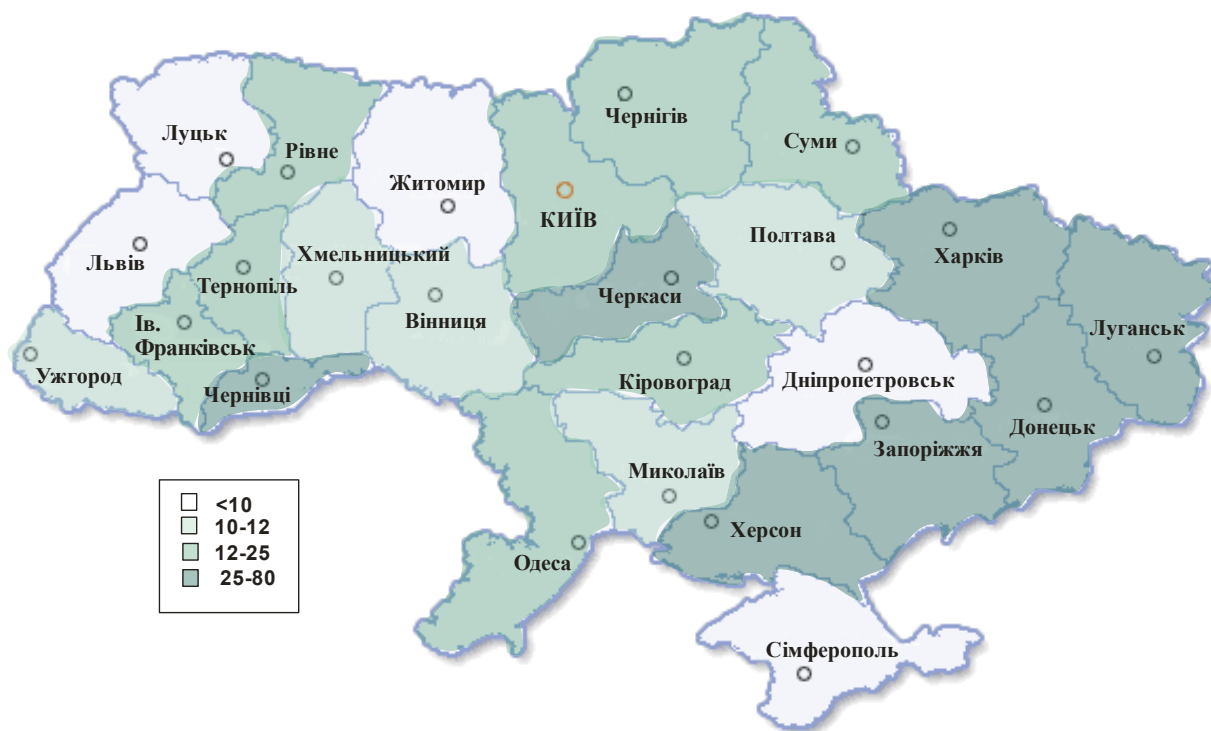 Чернігів
Суми
Луцьк
Рівне
Житомир
КИЇВ
Полтава
Харків
Львів
Хмельницький
Тернопіль
Черкаси
Вінниця
Луганськ
Ів.
Франківськ
Ужгород
Чернівці
Кіровоград
Дніпропетровськ
Донецьк
Запоріжжя
Миколаїв
Херсон
Одеса
Сімферополь
<10
10-12
12-25
25-80